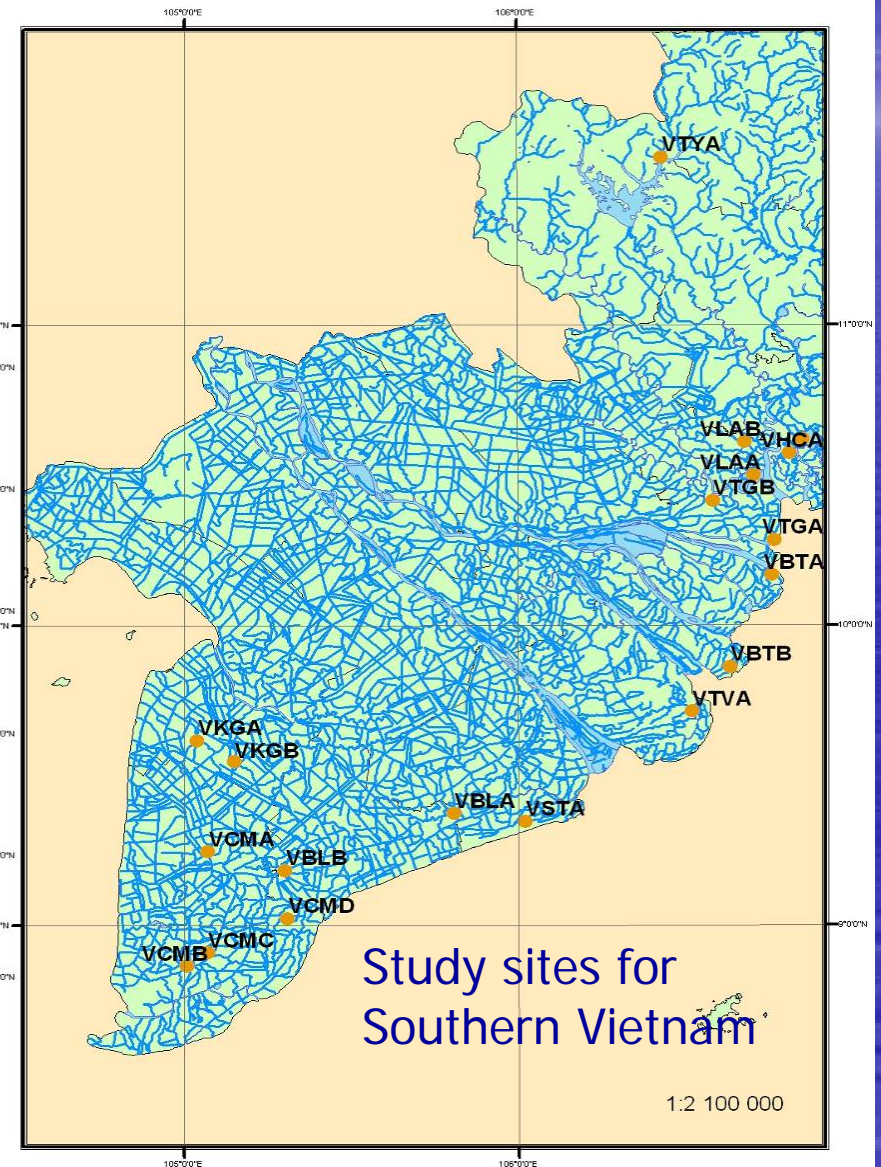 105°0'0"E
106°0'0"E
VTYA
11°0'0"N
VLAB
VHCA
VLAA
VTGB
VTGA
VBTA
10°0'0"N
VBTB
VTVA
VKGA
VKGB
VBLA
VSTA
VCMA
VBLB
VCMD
9°0'0"N
VCMC
VCMB
Study sites for
Southern Vietnam
1:2 100 000
105°0'0"E
106°0'0"E